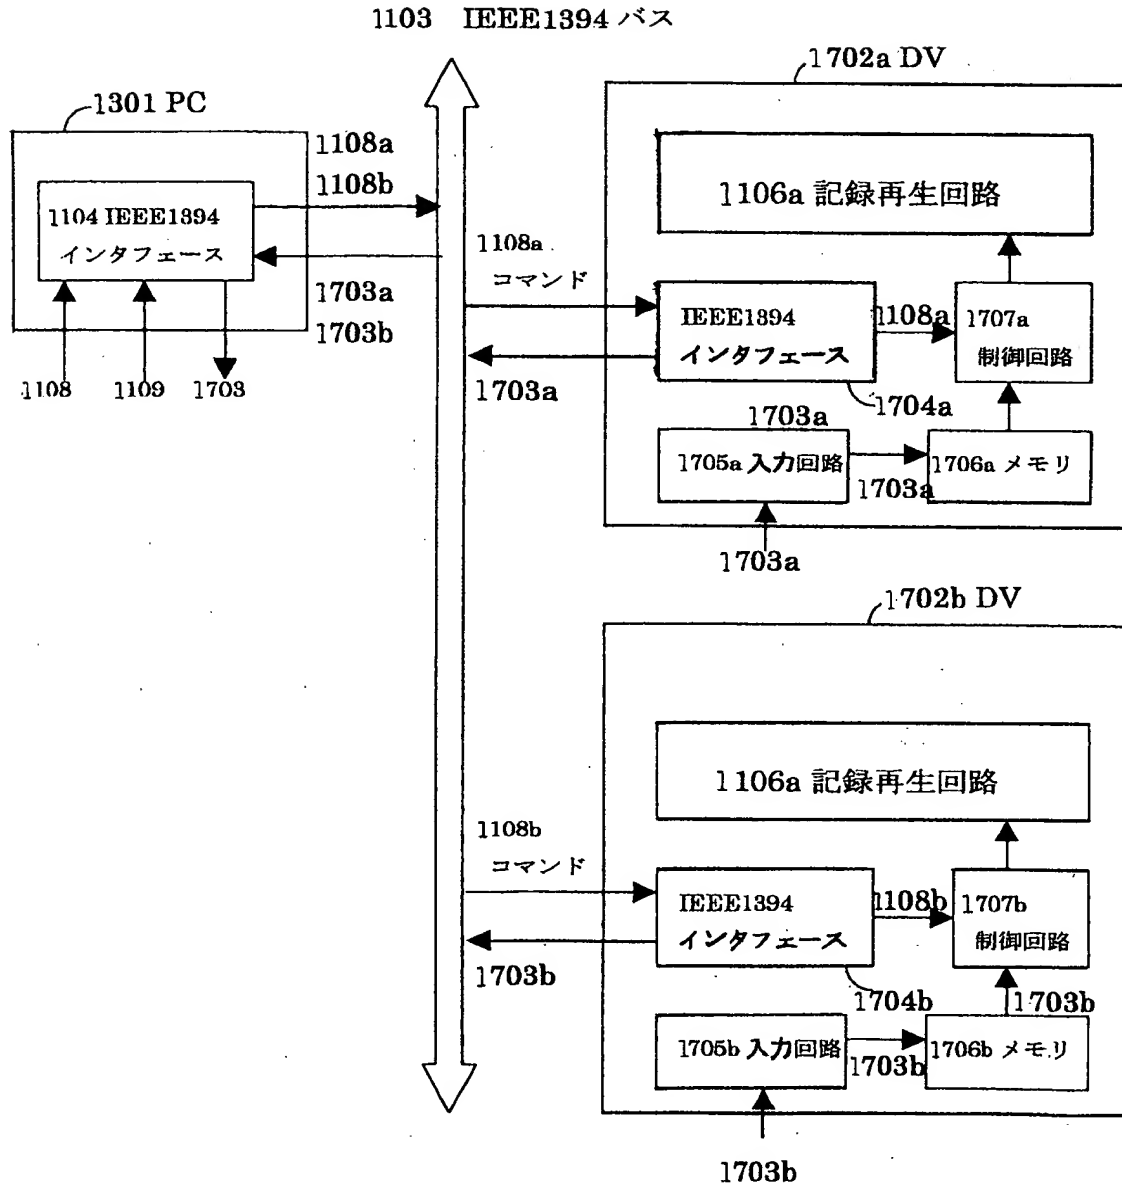 1103 IEEE1394 バス
1301 PC
1104 IEEE1394
インタフェース
1108a
1108b
1703a
1703b
1108
1109
1703
1108a
コマンド
1703a
1702a DV
1106a 記録再生回路
IEEE1394
インタフェース
1108a
1707a
制御回路
1704a
1703a
1705a 入力回路
1703a
1706a メモリ
1703a
1702b DV
1106a 記録再生回路
1108b
コマンド
1703b
IEEE1394
インタフェース
1108b
1707b
制御回路
1704b
1703b
1705b 入力回路
1703b
1706b メモリ
1703b